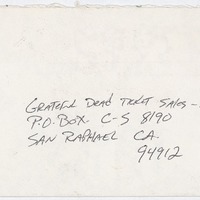 GRATEFUL DEAD TICKET SALES -
P.O. BOX. C-S 8190
SAN RAPHAEL CA.
94912